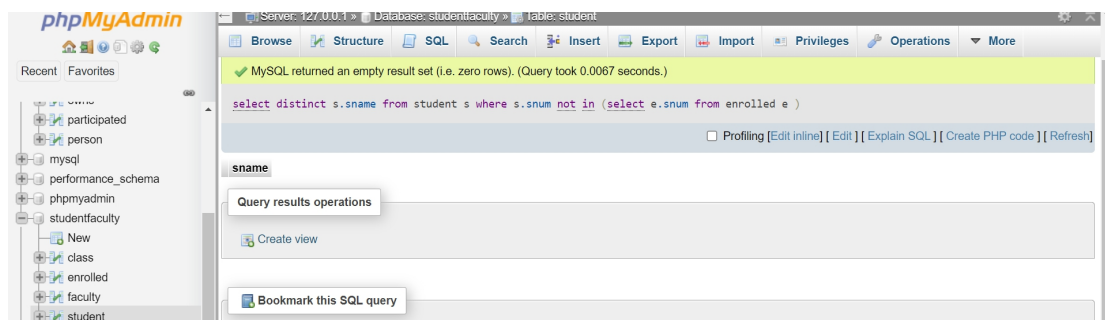 phpMyAdmin
Recent Favorites
participated
person
mysql
performance_schema
phpmyadmin
studentfaculty
New
class
enrolled
faculty
student
Server: 127.0.0.1 » Database: studentfaculty » Table: student
Browse Structure SQL Search Insert Export Import Privileges Operations More
MySQL returned an empty result set (i.e. zero rows). (Query took 0.0067 seconds.)
select distinct s.sname from student s where s.snum not in (select e.snum from enrolled e )
Profiling [Edit inline] [ Edit ] [ Explain SQL ] [ Create PHP code ] [ Refresh]
sname
Query results operations
Create view
Bookmark this SQL query